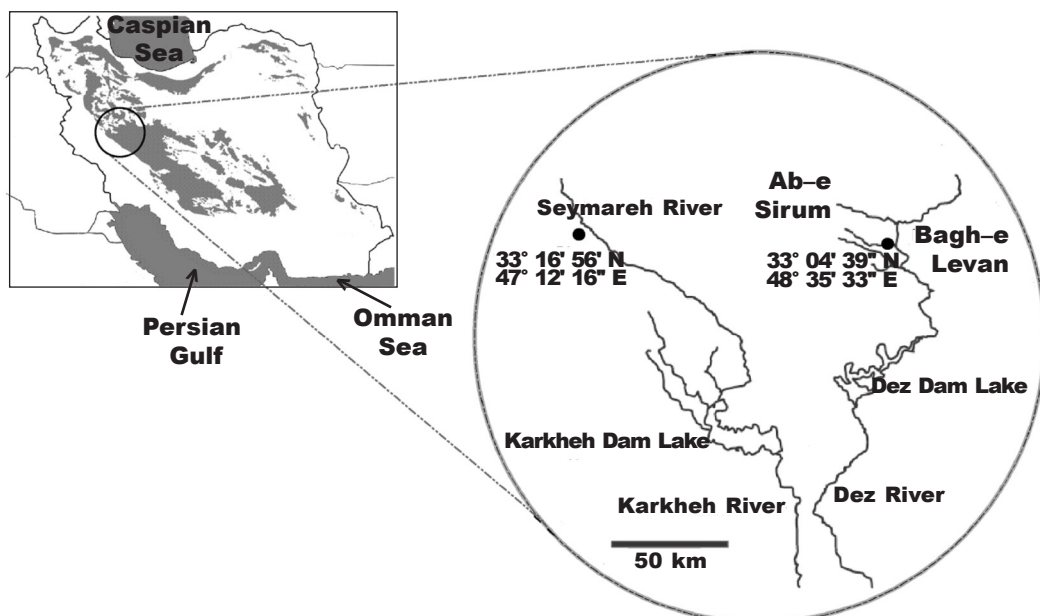 Caspian
Sea
Persian
Gulf
Omman
Sea
Seymareh River
33° 16' 56' N
47° 12' 16" E
Ab–e
Sirum
Bagh–e
Levan
33° 04' 39" N
48° 35' 33" E
Dez Dam Lake
Karkheh Dam Lake
Karkheh River
Dez River
50 km